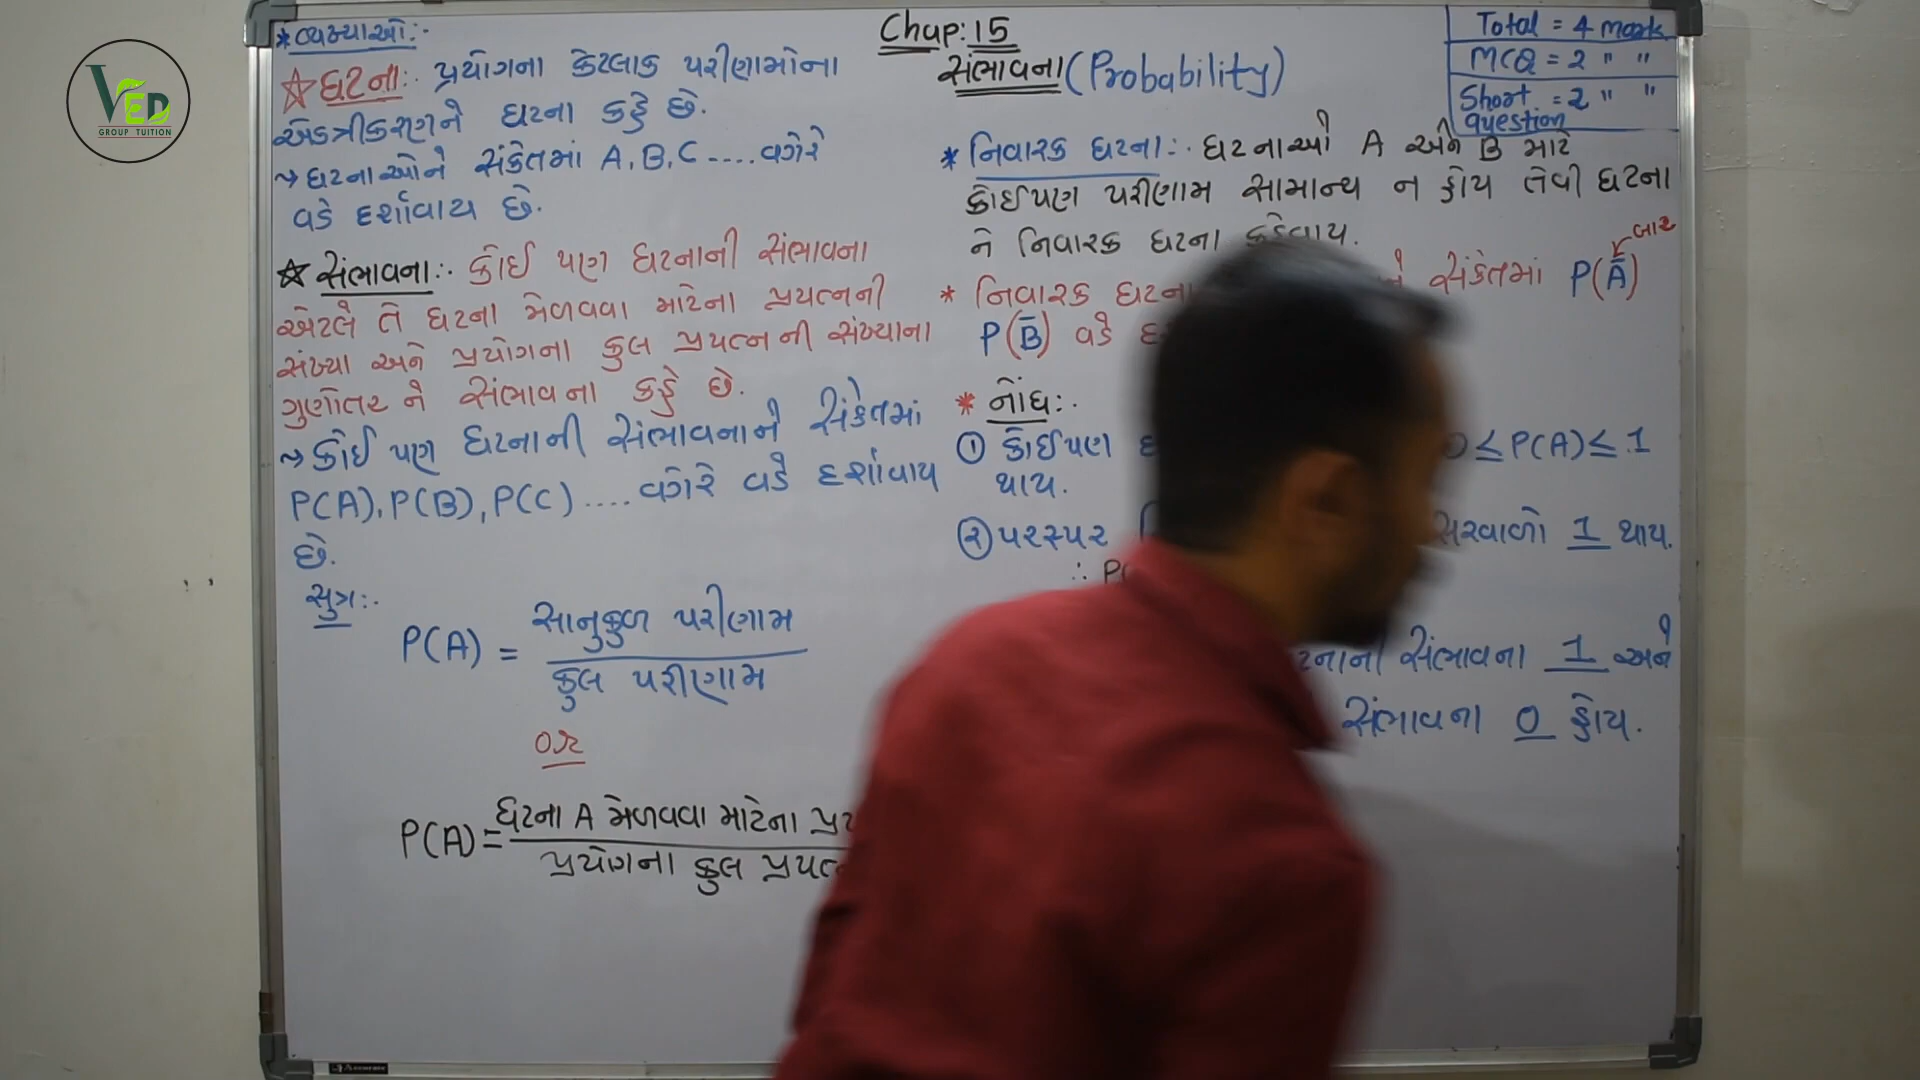 VED
GROUP TUITION
Chap:15
સંભાવના (Probability)
Total = 4 mark
MCQ = 2 " "
Short question = 2 " "
* વ્યખ્યાઓ:-
☆ ઘટના:- પ્રયોગના કેટલાક પરીણામોના
એકત્રીકરણને ઘટના કહે છે.
→ ઘટનાઓને સંકેતમાં A, B, C .... વગેરે
વડે દર્શાવાય છે.
☆ સંભાવના:- કોઈ પણ ઘટનાની સંભાવના
એટલે તે ઘટના મેળવવા માટેના પ્રયત્નની
સંખ્યા અને પ્રયોગના કુલ પ્રયત્ન ની સંખ્યાના
ગુણોતર ને સંભાવના કહે છે.
→ કોઈ પણ ઘટનાની સંભાવનાને સંકેતમાં
P(A), P(B), P(C) .... વગેરે વડે દર્શાવાય
છે.
સુત્ર:-
P(A) = સાનુકુળ પરીણામ
કુલ પરીણામ
or
P(A) = ઘટના A મેળવવા માટેના
પ્રયોગના કુલ
* નિવારક ઘટના:- ઘટનાઓ A અને B માટે
કોઈપણ પરીણામ સામાન્ય ન હોય તેવી ઘટના
ને નિવારક ઘટના કહેવાય.
બાર
* નિવારક સંકેતમાં P(Ā)
P(B̄) વડે
* નોંધ:-
① કોઈપણ 0 ≤ P(A) ≤ 1
થાય.
② પરસ્પર સરવાળો 1 થાય.
∴
સંભાવના 1 અને
સંભાવના 0 હોય.
Accurate